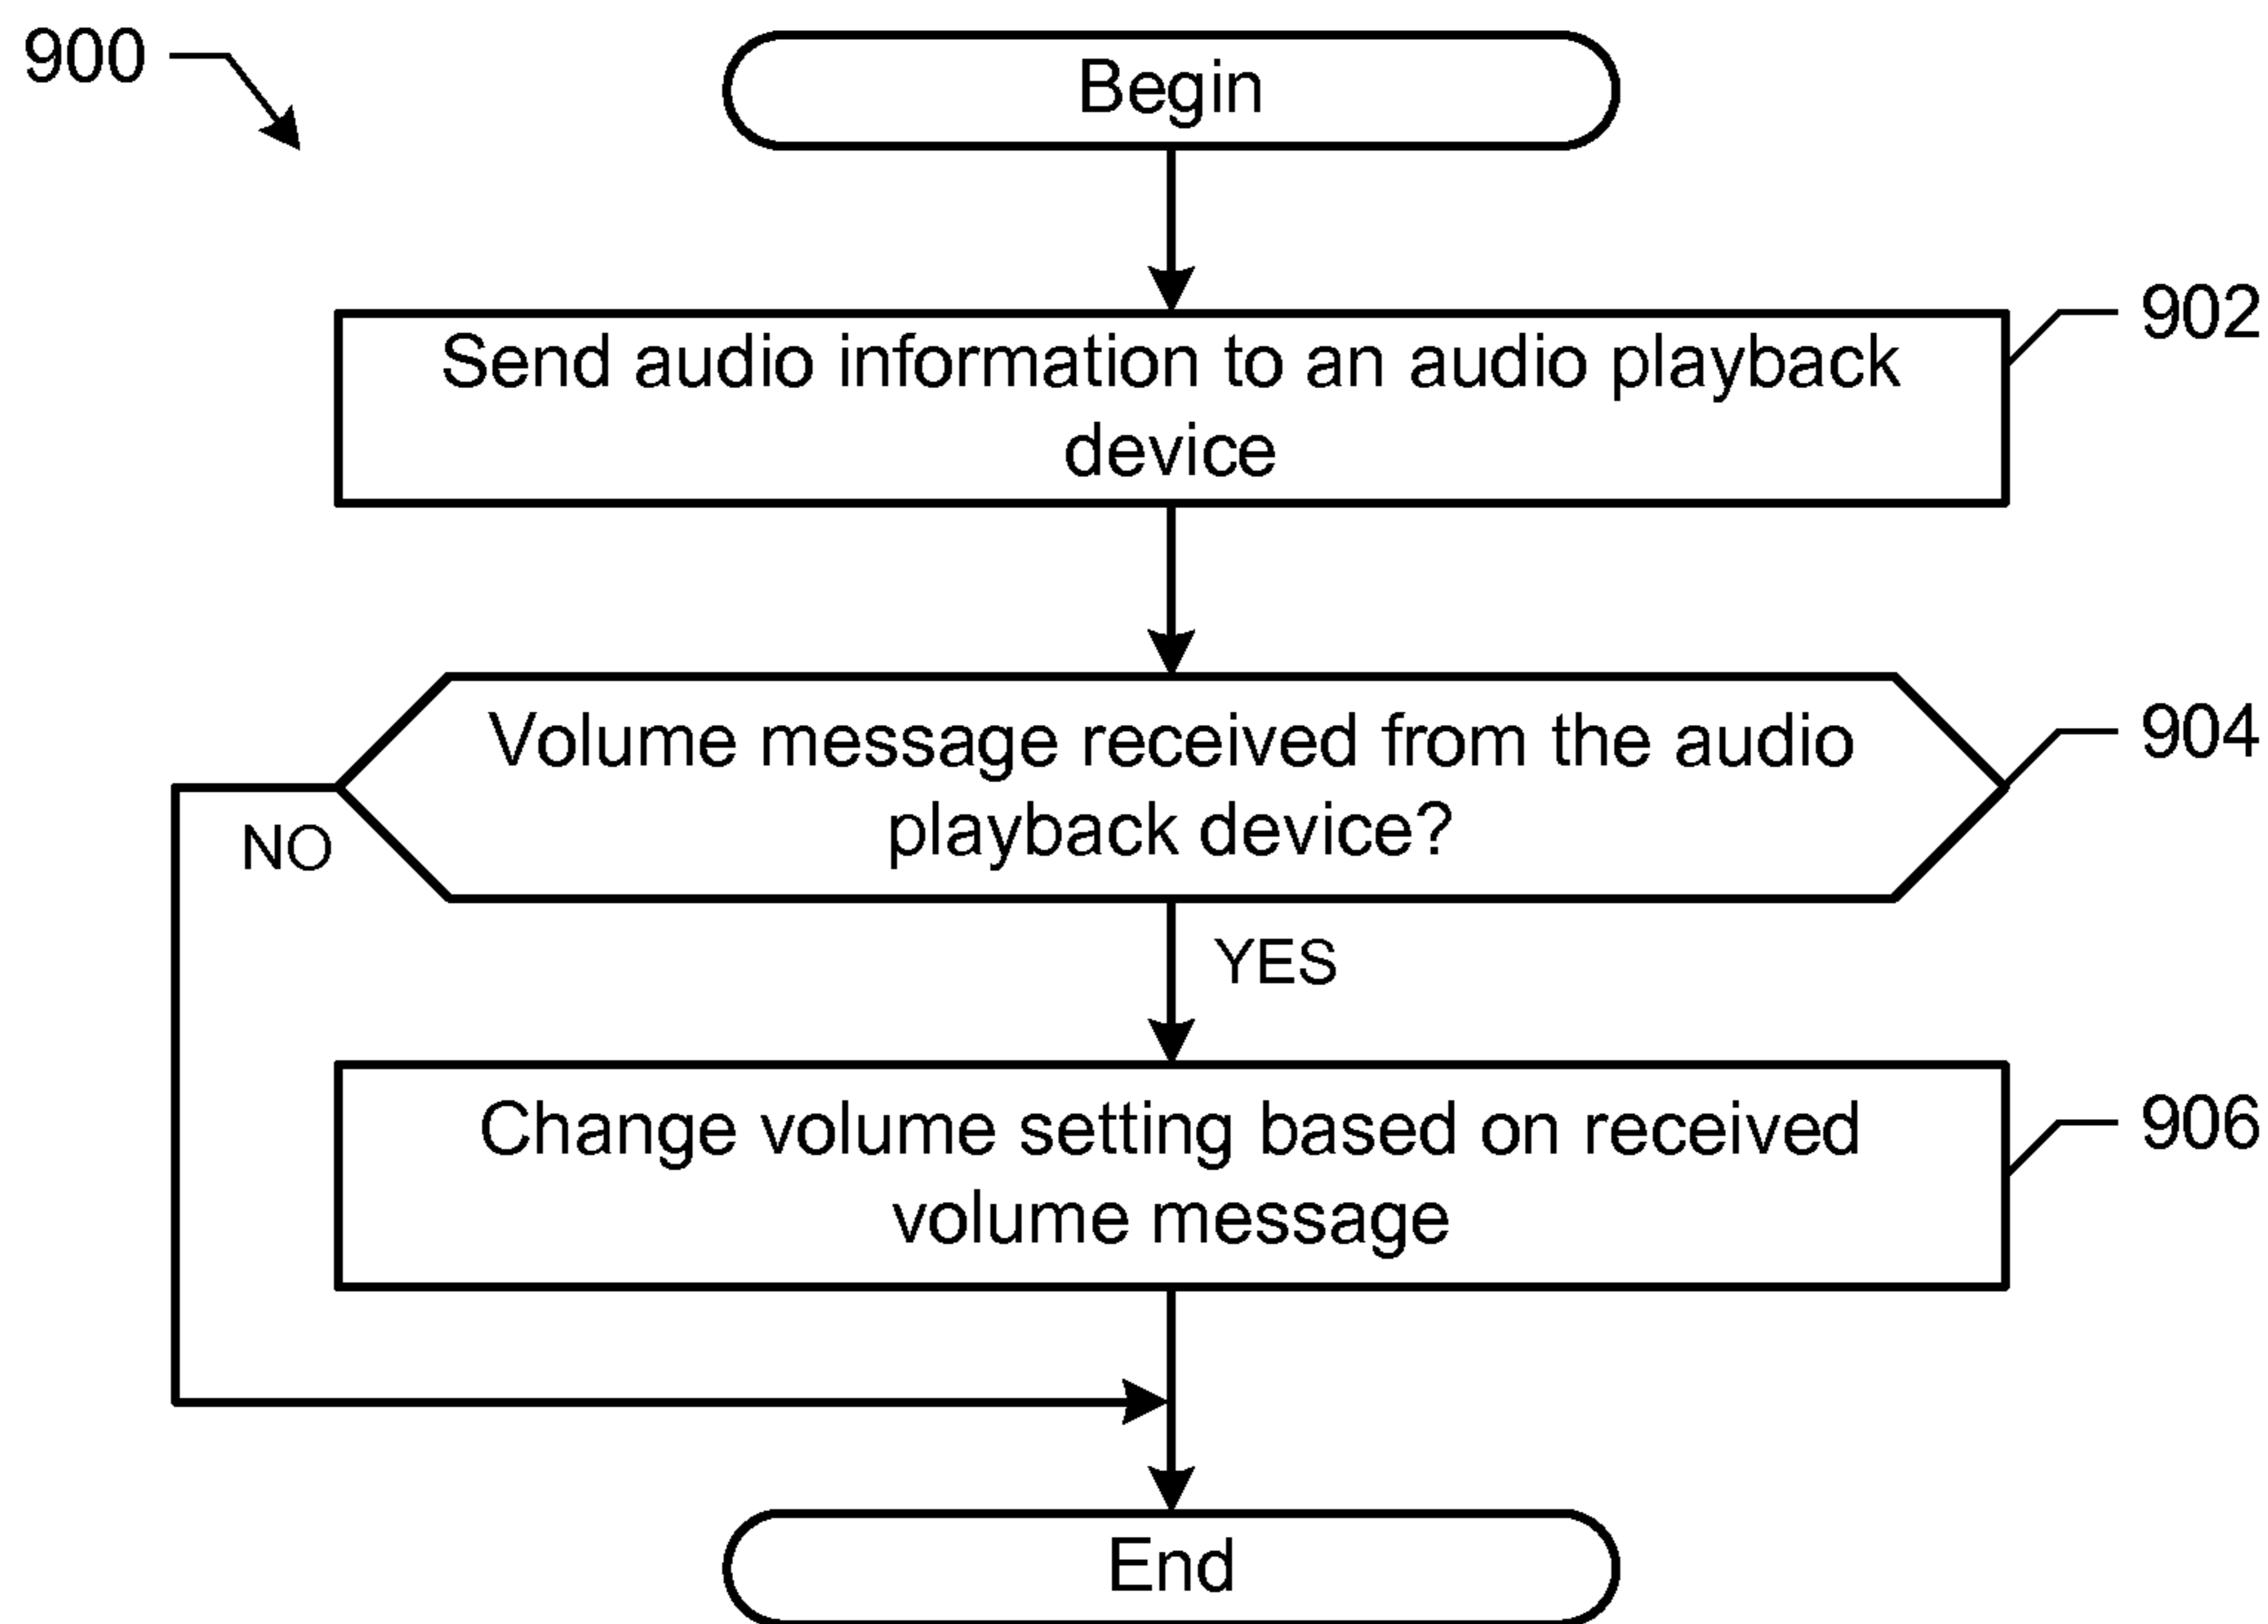 900
Begin
902
Send audio information to an audio playback
device
904
Volume message received from the audio
playback device?
NO
YES
906
Change volume setting based on received
volume message
End